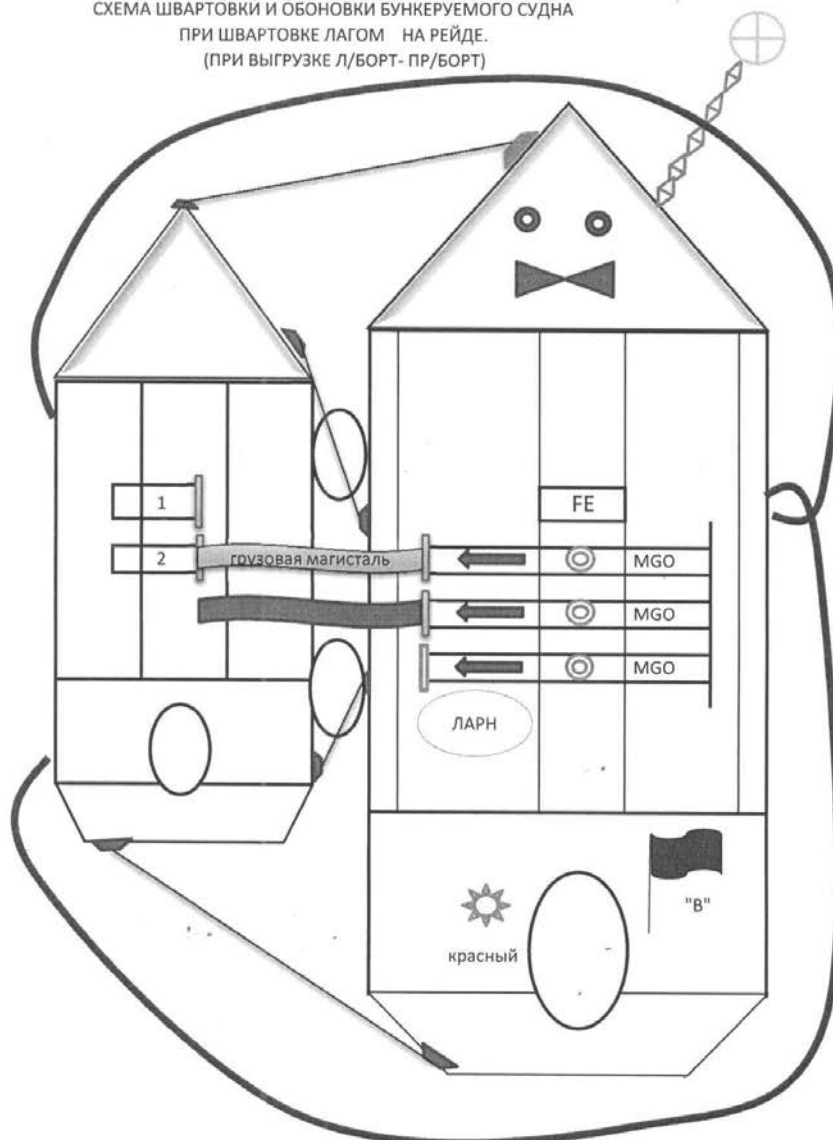 СХЕМА ШВАРТОВКИ И ОБОНОВКИ БУНКЕРУЕМОГО СУДНА
ПРИ ШВАРТОВКЕ ЛАГОМ НА РЕЙДЕ.
(ПРИ ВЫГРУЗКЕ Л/БОРТ- ПР/БОРТ)
1
FE
2
грузовая магисталь
MGO
MGO
MGO
ЛАРН
"В"
красный